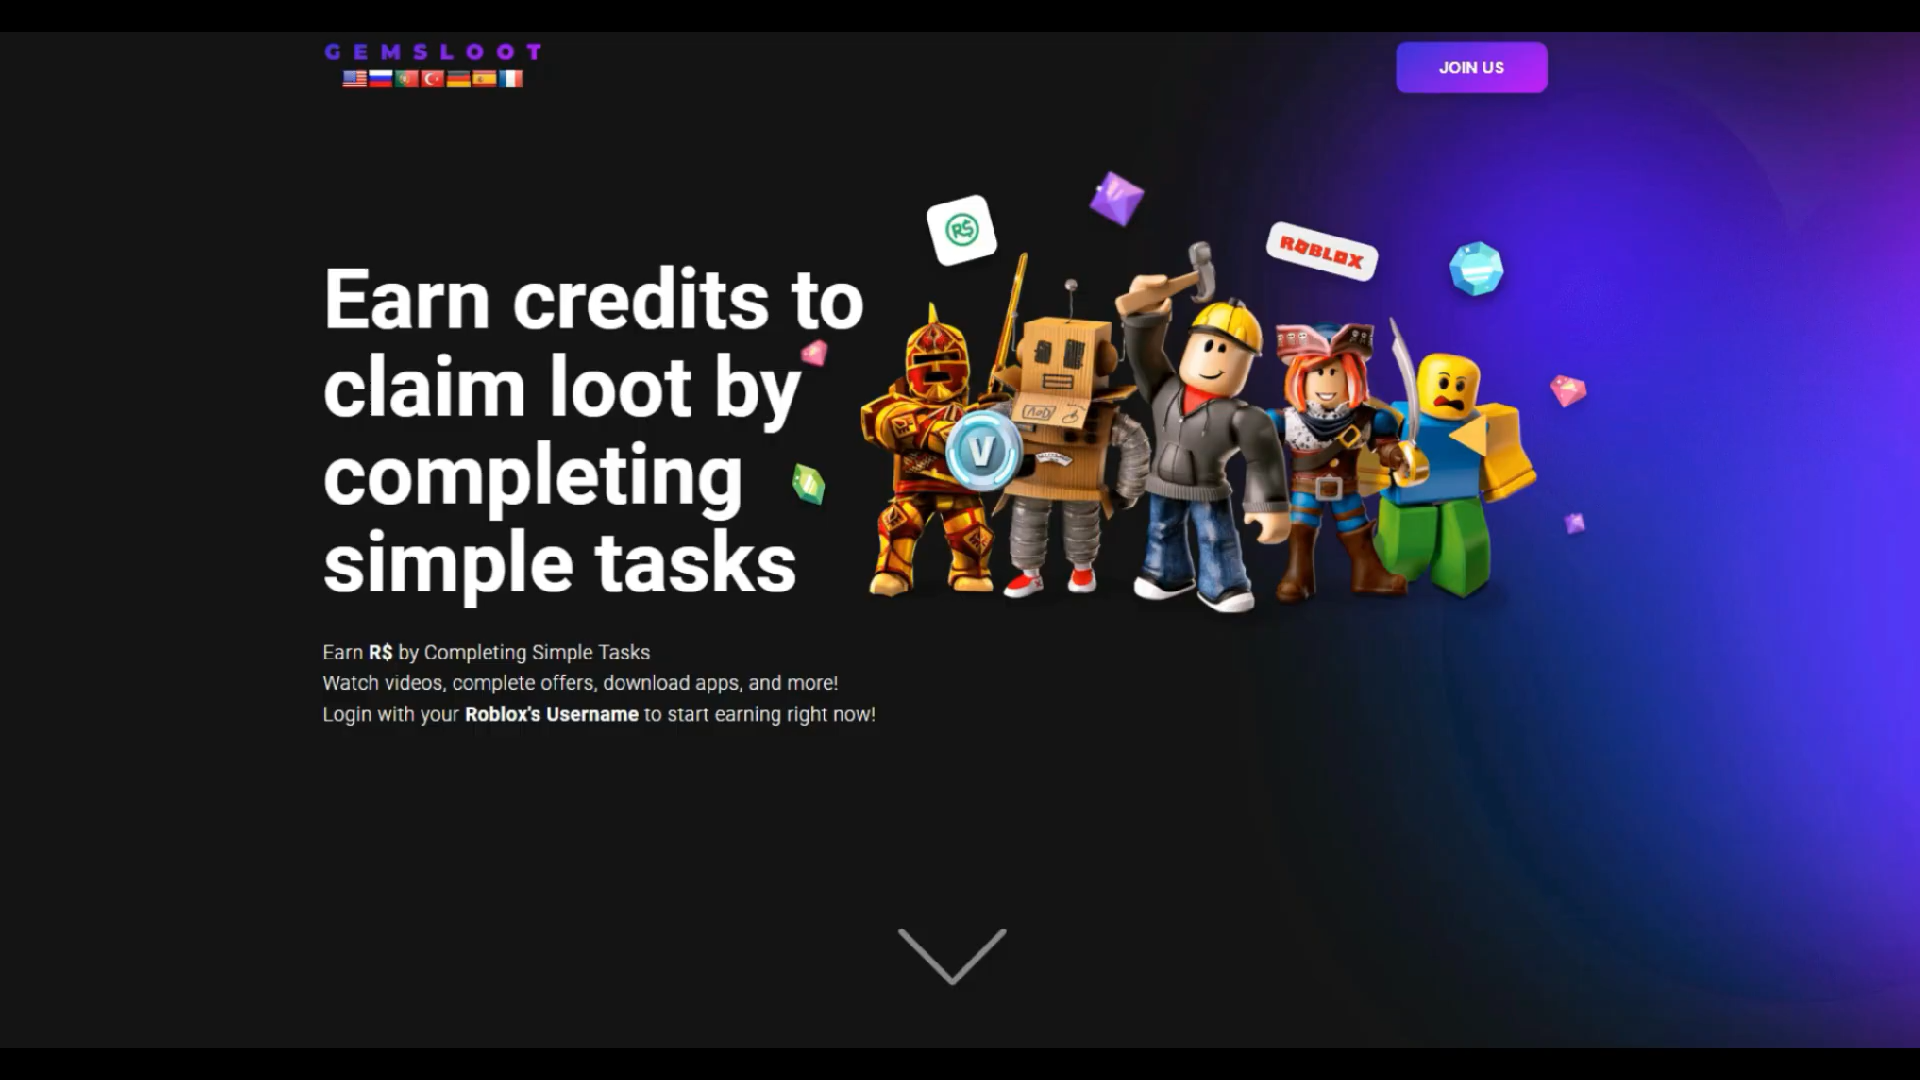 GEMSLOOT
JOIN US
R$
ROBLOX
V
Earn credits to
claim loot by
completing
simple tasks
Earn R$ by Completing Simple Tasks
Watch videos, complete offers, download apps, and more!
Login with your Roblox's Username to start earning right now!